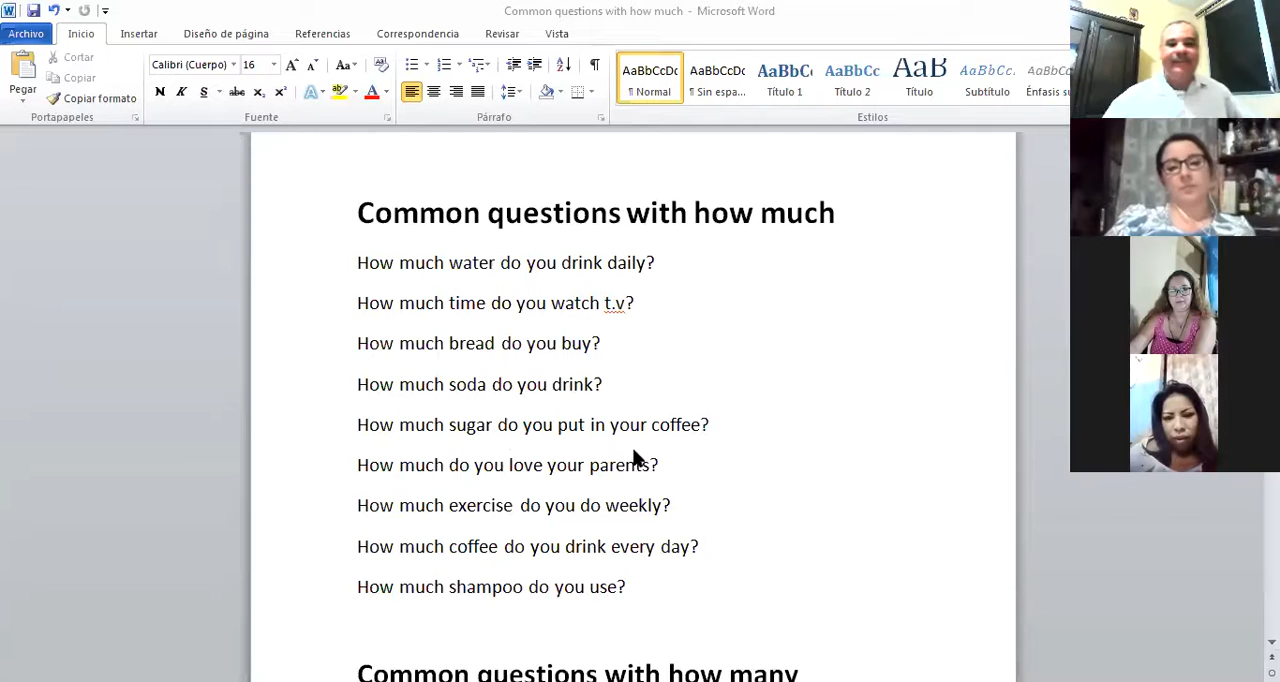 Common questions with how much - Microsoft Word
Archivo Inicio Insertar Diseño de página Referencias Correspondencia Revisar Vista
Pegar
Cortar
Copiar
Copiar formato
Portapapeles
Calibri (Cuerpo) 16
Fuente
Párrafo
AaBbCcDc AaBbCcDc AaBbC AaBbCc AaB AaBbCc AaBbCc
¶ Normal ¶ Sin espa... Título 1 Título 2 Título Subtítulo Énfasis su
Estilos
Common questions with how much
How much water do you drink daily?
How much time do you watch t.v?
How much bread do you buy?
How much soda do you drink?
How much sugar do you put in your coffee?
How much do you love your parents?
How much exercise do you do weekly?
How much coffee do you drink every day?
How much shampoo do you use?
Common questions with how many